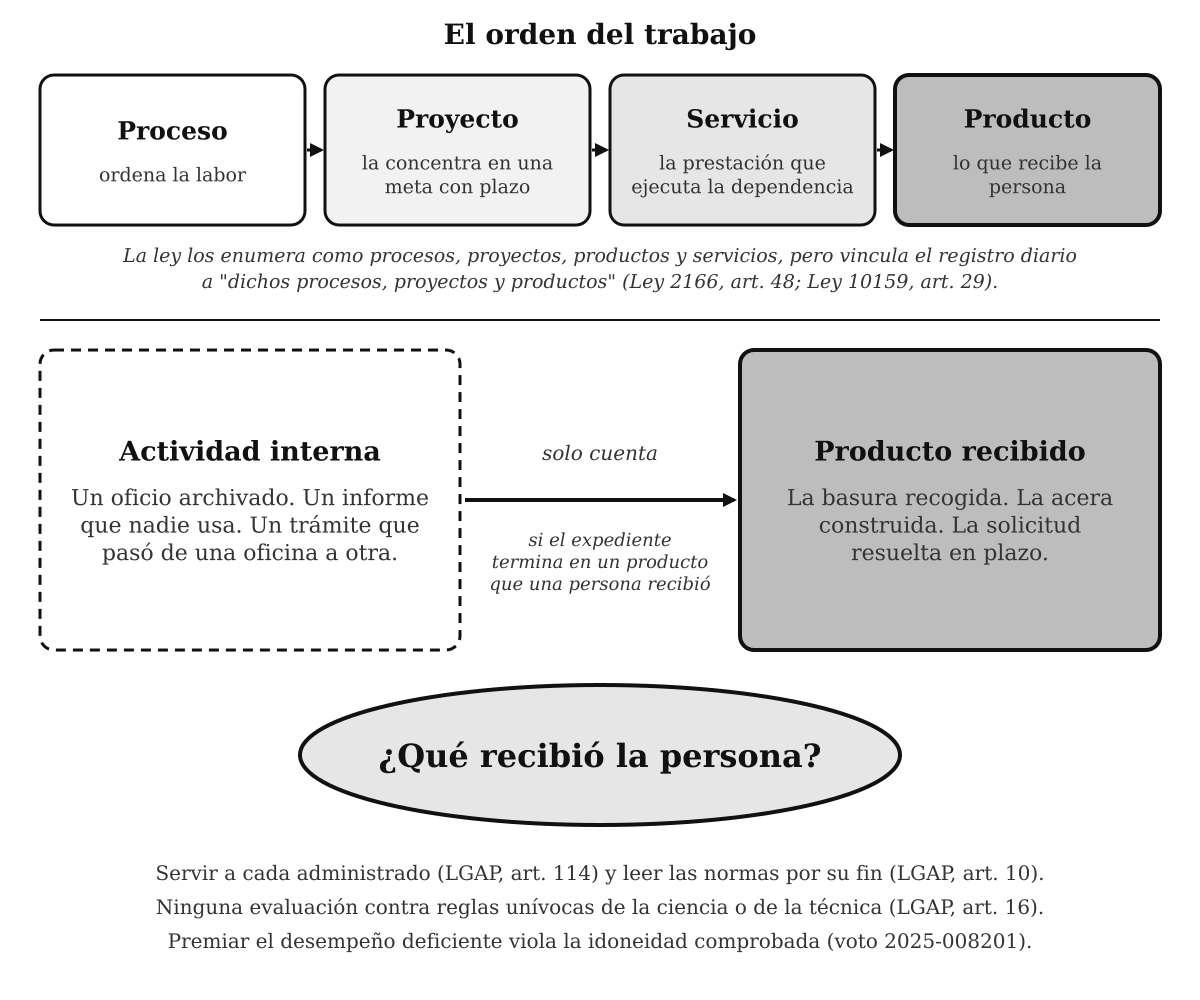 El orden del trabajo
Proceso
ordena la labor
Proyecto
la concentra en una
meta con plazo
Servicio
la prestación que
ejecuta la dependencia
Producto
lo que recibe la
persona
La ley los enumera como procesos, proyectos, productos y servicios, pero vincula el registro diario
a "dichos procesos, proyectos y productos" (Ley 2166, art. 48; Ley 10159, art. 29).
Actividad interna
Un oficio archivado. Un informe
que nadie usa. Un trámite que
pasó de una oficina a otra.
solo cuenta
si el expediente
termina en un producto
que una persona recibió
Producto recibido
La basura recogida. La acera
construida. La solicitud
resuelta en plazo.
¿Qué recibió la persona?
Servir a cada administrado (LGAP, art. 114) y leer las normas por su fin (LGAP, art. 10).
Ninguna evaluación contra reglas unívocas de la ciencia o de la técnica (LGAP, art. 16).
Premiar el desempeño deficiente viola la idoneidad comprobada (voto 2025-008201).